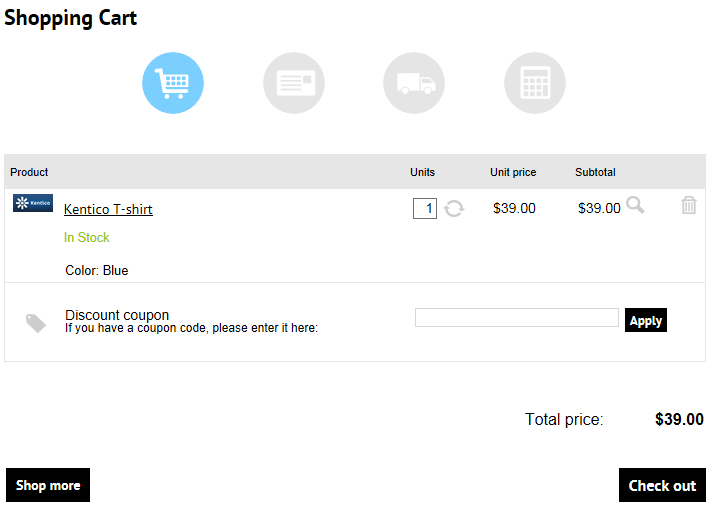 Shopping Cart
Product Units Unit price Subtotal
Kentico Kentico T-shirt 1 $39.00 $39.00
In Stock
Color: Blue
Discount coupon
If you have a coupon code, please enter it here:
Apply
Total price: $39.00
Shop more Check out